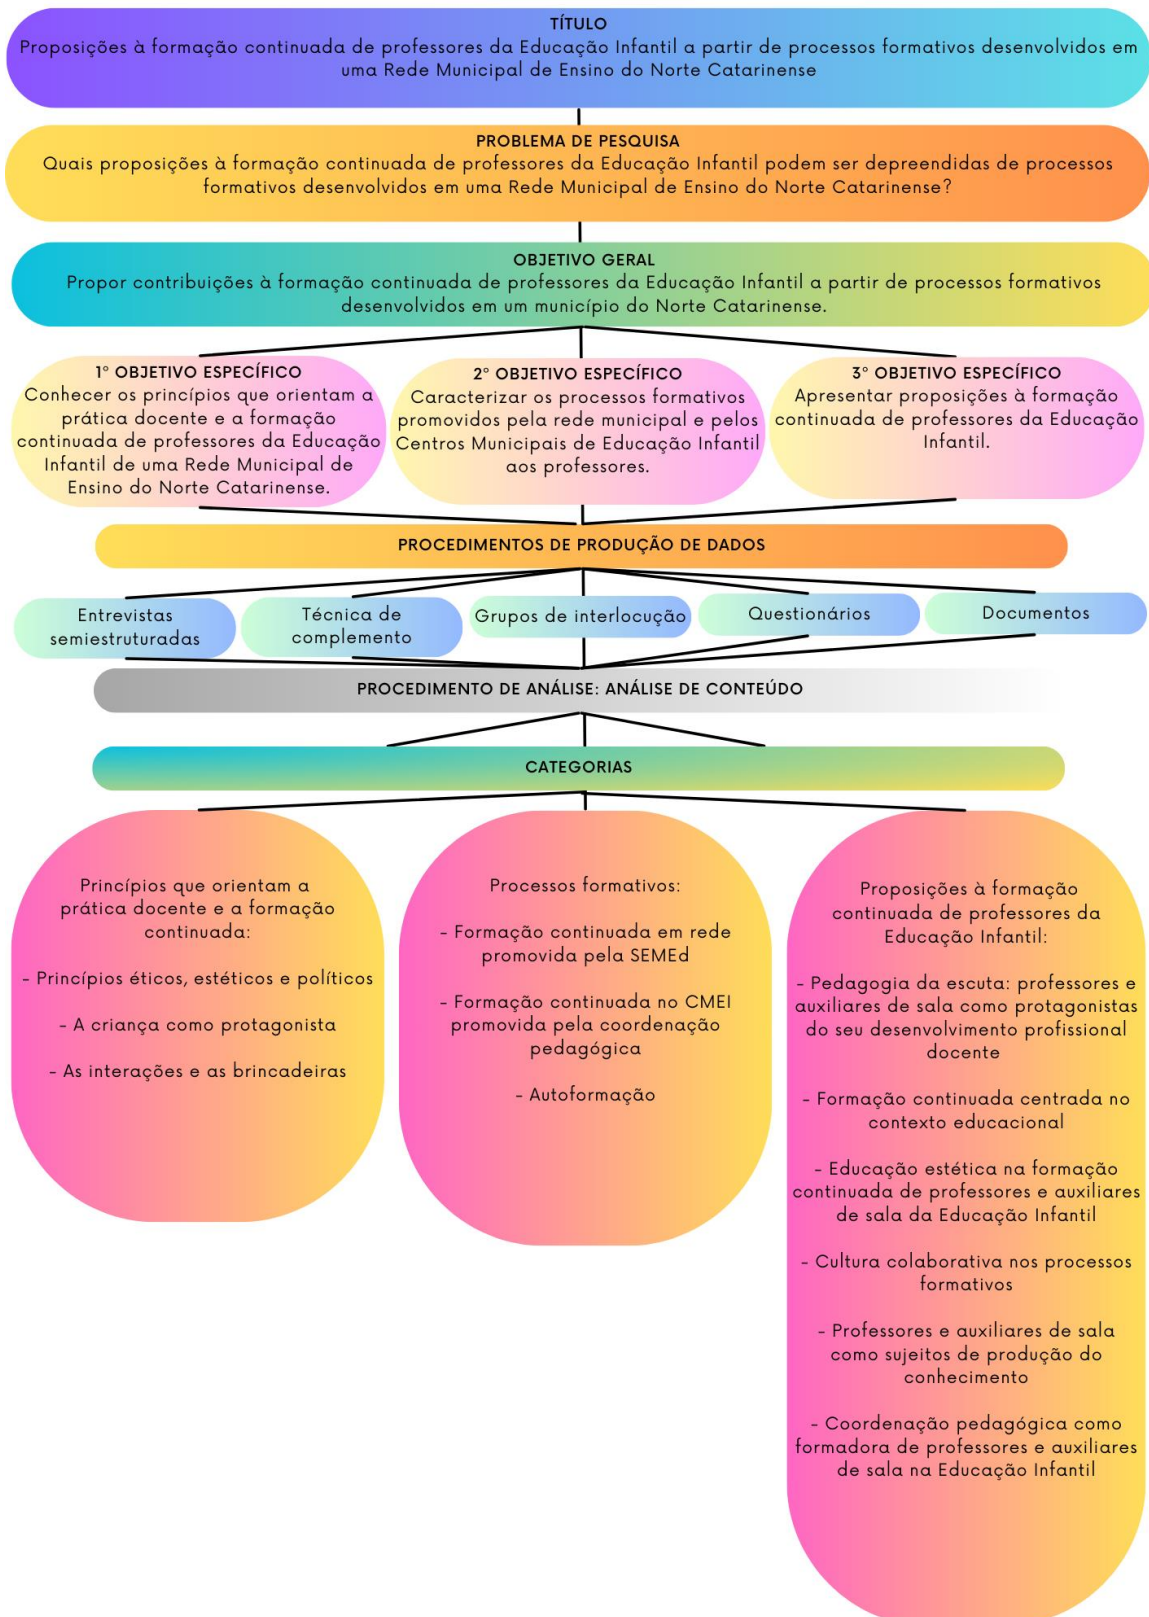 TÍTULO
Proposições à formação continuada de professores da Educação Infantil a partir de processos formativos desenvolvidos em
uma Rede Municipal de Ensino do Norte Catarinense
PROBLEMA DE PESQUISA
Quais proposições à formação continuada de professores da Educação Infantil podem ser depreendidas de processos
formativos desenvolvidos em uma Rede Municipal de Ensino do Norte Catarinense?
OBJETIVO GERAL
Propor contribuições à formação continuada de professores da Educação Infantil a partir de processos formativos
desenvolvidos em um município do Norte Catarinense.
1º OBJETIVO ESPECÍFICO
Conhecer os princípios que orientam a
prática docente e a formação
continuada de professores da Educação
Infantil de uma Rede Municipal de
Ensino do Norte Catarinense.
2º OBJETIVO ESPECÍFICO
Caracterizar os processos formativos
promovidos pela rede municipal e pelos
Centros Municipais de Educação Infantil
aos professores.
3º OBJETIVO ESPECÍFICO
Apresentar proposições à formação
continuada de professores da Educação
Infantil.
PROCEDIMENTOS DE PRODUÇÃO DE DADOS
Entrevistas
semiestruturadas
Técnica de
complemento
Grupos de interlocução
Questionários
Documentos
PROCEDIMENTO DE ANÁLISE: ANÁLISE DE CONTEÚDO
CATEGORIAS
Princípios que orientam a
prática docente e a formação
continuada:
- Princípios éticos, estéticos e políticos
- A criança como protagonista
- As interações e as brincadeiras
Processos formativos:
- Formação continuada em rede
promovida pela SEMEd
- Formação continuada no CMEI
promovida pela coordenação
pedagógica
- Autoformação
Proposições à formação
continuada de professores da
Educação Infantil:
- Pedagogia da escuta: professores e
auxiliares de sala como protagonistas
do seu desenvolvimento profissional
docente
- Formação continuada centrada no
contexto educacional
- Educação estética na formação
continuada de professores e auxiliares
de sala da Educação Infantil
- Cultura colaborativa nos processos
formativos
- Professores e auxiliares de sala
como sujeitos de produção do
conhecimento
- Coordenação pedagógica como
formadora de professores e auxiliares
de sala na Educação Infantil